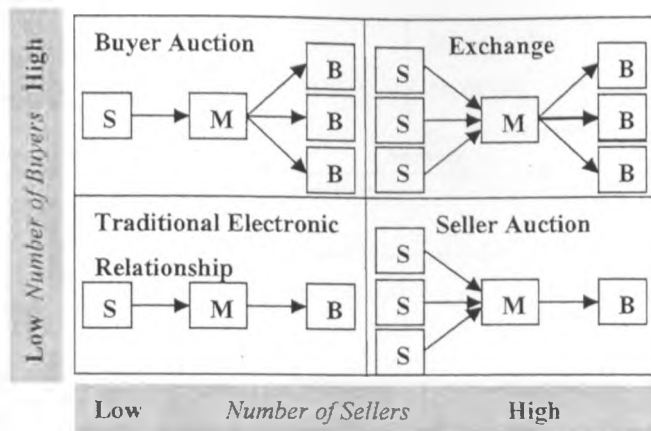 High
Number of Buyers
Low
Buyer Auction
S
M
B
B
B
Exchange
S
S
S
M
B
B
B
Traditional Electronic
Relationship
S
M
B
Seller Auction
S
S
S
M
B
Low
Number of Sellers
High